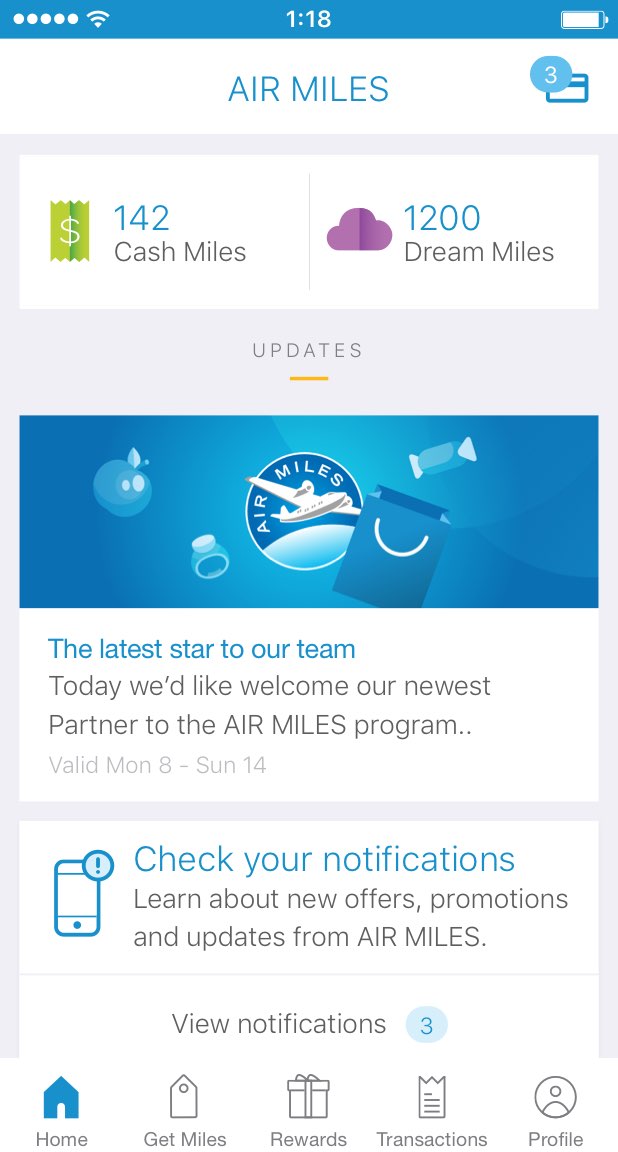 1:18
AIR MILES
3
$
142
Cash Miles
1200
Dream Miles
UPDATES
AIR MILES
The latest star to our team
Today we’d like welcome our newest
Partner to the AIR MILES program..
Valid Mon 8 - Sun 14
!
Check your notifications
Learn about new offers, promotions
and updates from AIR MILES.
View notifications 3
Home Get Miles Rewards Transactions Profile